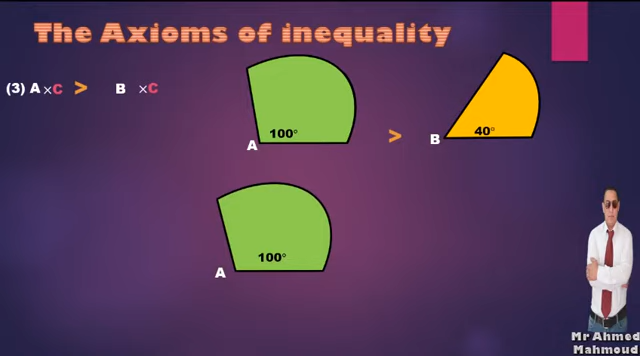 The Axioms of inequality
(3) A ×C > B ×C
100°
A
>
40°
B
100°
A
Mr Ahmed
Mahmoud